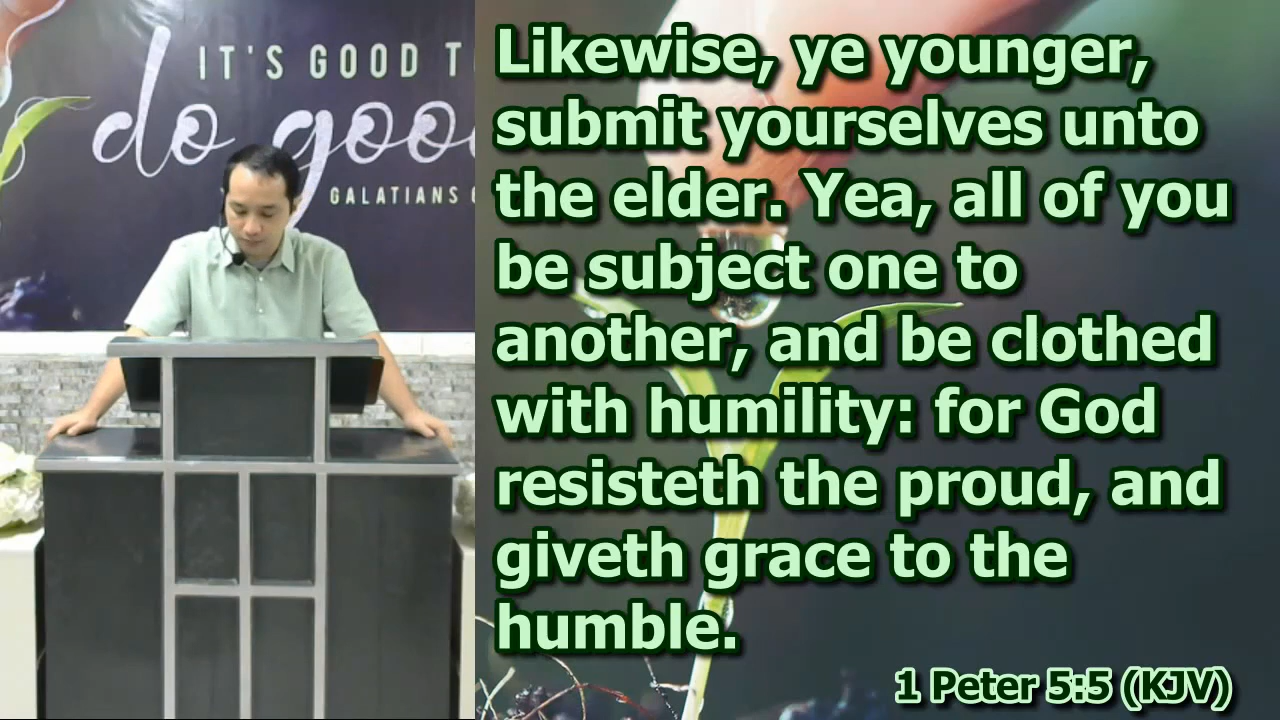 IT'S GOOD
do
GALATIANS
Likewise, ye younger,
submit yourselves unto
the elder. Yea, all of you
be subject one to
another, and be clothed
with humility: for God
resisteth the proud, and
giveth grace to the
humble.
1 Peter 5:5 (KJV)